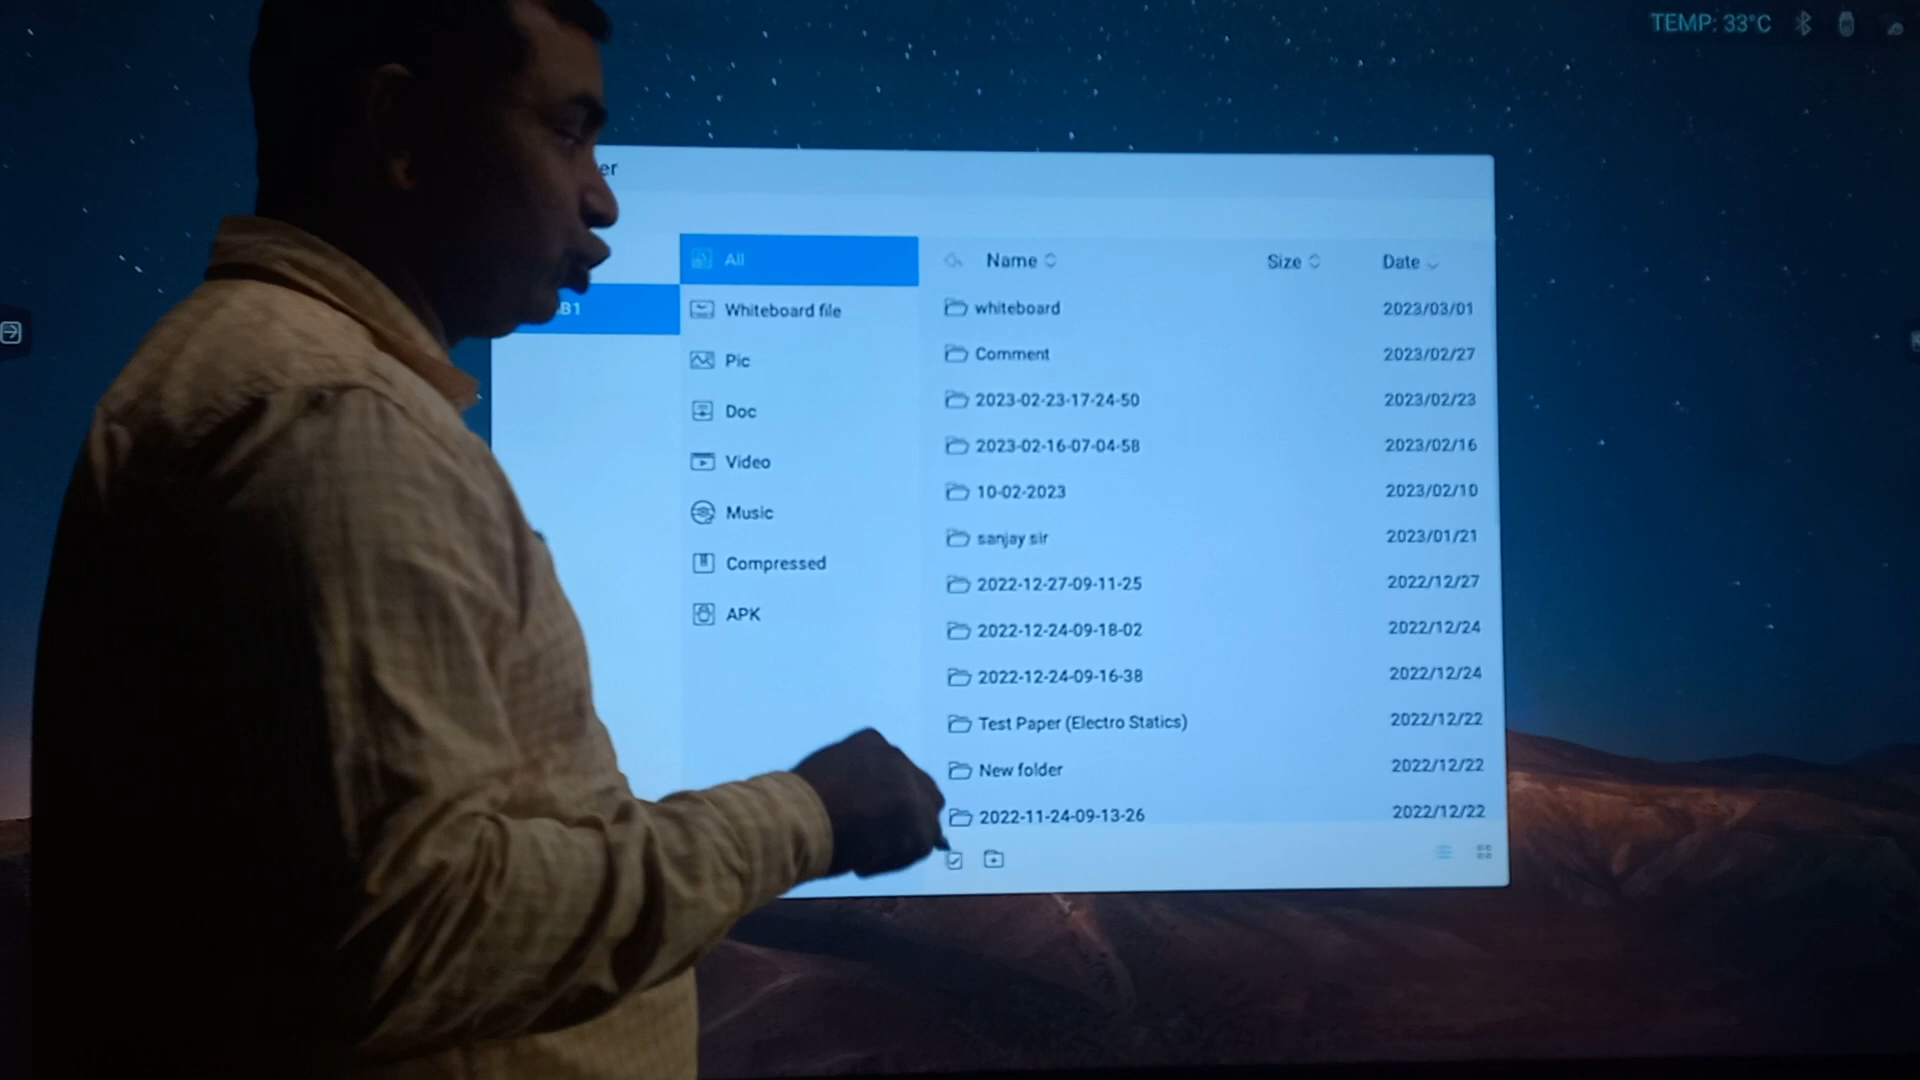 TEMP: 33°C
er
B1
All
Whiteboard file
Pic
Doc
Video
Music
Compressed
APK
Name Size Date
whiteboard 2023/03/01
Comment 2023/02/27
2023-02-23-17-24-50 2023/02/23
2023-02-16-07-04-58 2023/02/16
10-02-2023 2023/02/10
sanjay sir 2023/01/21
2022-12-27-09-11-25 2022/12/27
2022-12-24-09-18-02 2022/12/24
2022-12-24-09-16-38 2022/12/24
Test Paper (Electro Statics) 2022/12/22
New folder 2022/12/22
2022-11-24-09-13-26 2022/12/22